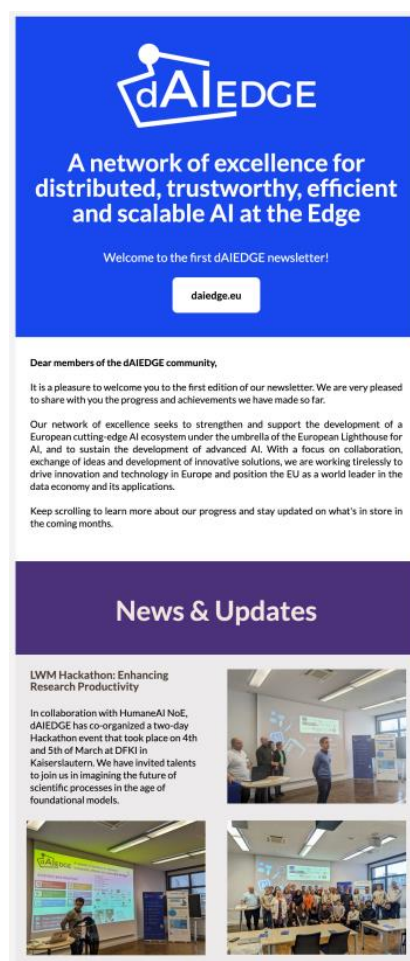 dAIEDGE
A network of excellence for
distributed, trustworthy, efficient
and scalable AI at the Edge
Welcome to the first dAIEDGE newsletter!
daiedge.eu
Dear members of the dAIEDGE community,
It is a pleasure to welcome you to the first edition of our newsletter. We are very pleased
to share with you the progress and achievements we have made so far.
Our network of excellence seeks to strengthen and support the development of a
European cutting-edge AI ecosystem under the umbrella of the European Lighthouse for
AI, and to sustain the development of advanced AI. With a focus on collaboration,
exchange of ideas and development of innovative solutions, we are working tirelessly to
drive innovation and technology in Europe and position the EU as a world leader in the
data economy and its applications.
Keep scrolling to learn more about our progress and stay updated on what's in store in
the coming months.
News & Updates
LWM Hackathon: Enhancing
Research Productivity
In collaboration with HumaneAI NoE,
dAIEDGE has co-organized a two-day
Hackathon event that took place on 4th
and 5th of March at DFKI in
Kaiserslautern. We have invited talents
to join us in imagining the future of
scientific processes in the age of
foundational models.
dAIEDGE